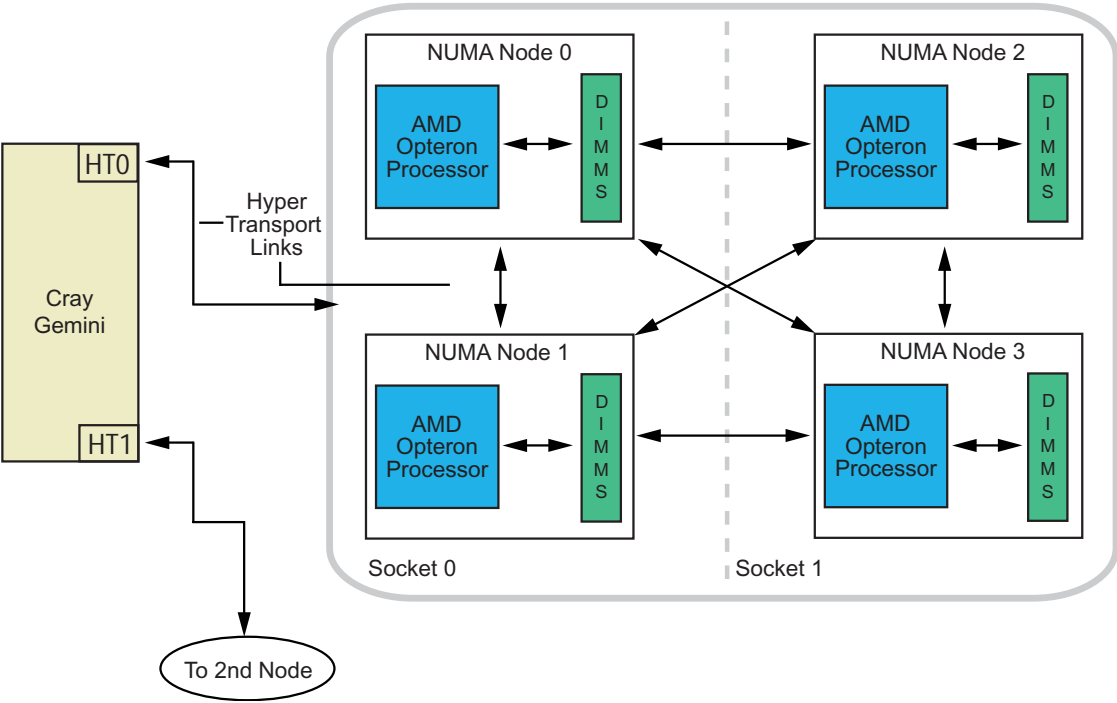 Cray
Gemini
HT0
HT1
Hyper
Transport
Links
To 2nd Node
NUMA Node 0
AMD
Opteron
Processor
D
I
M
M
S
NUMA Node 2
AMD
Opteron
Processor
D
I
M
M
S
NUMA Node 1
AMD
Opteron
Processor
D
I
M
M
S
NUMA Node 3
AMD
Opteron
Processor
D
I
M
M
S
Socket 0
Socket 1